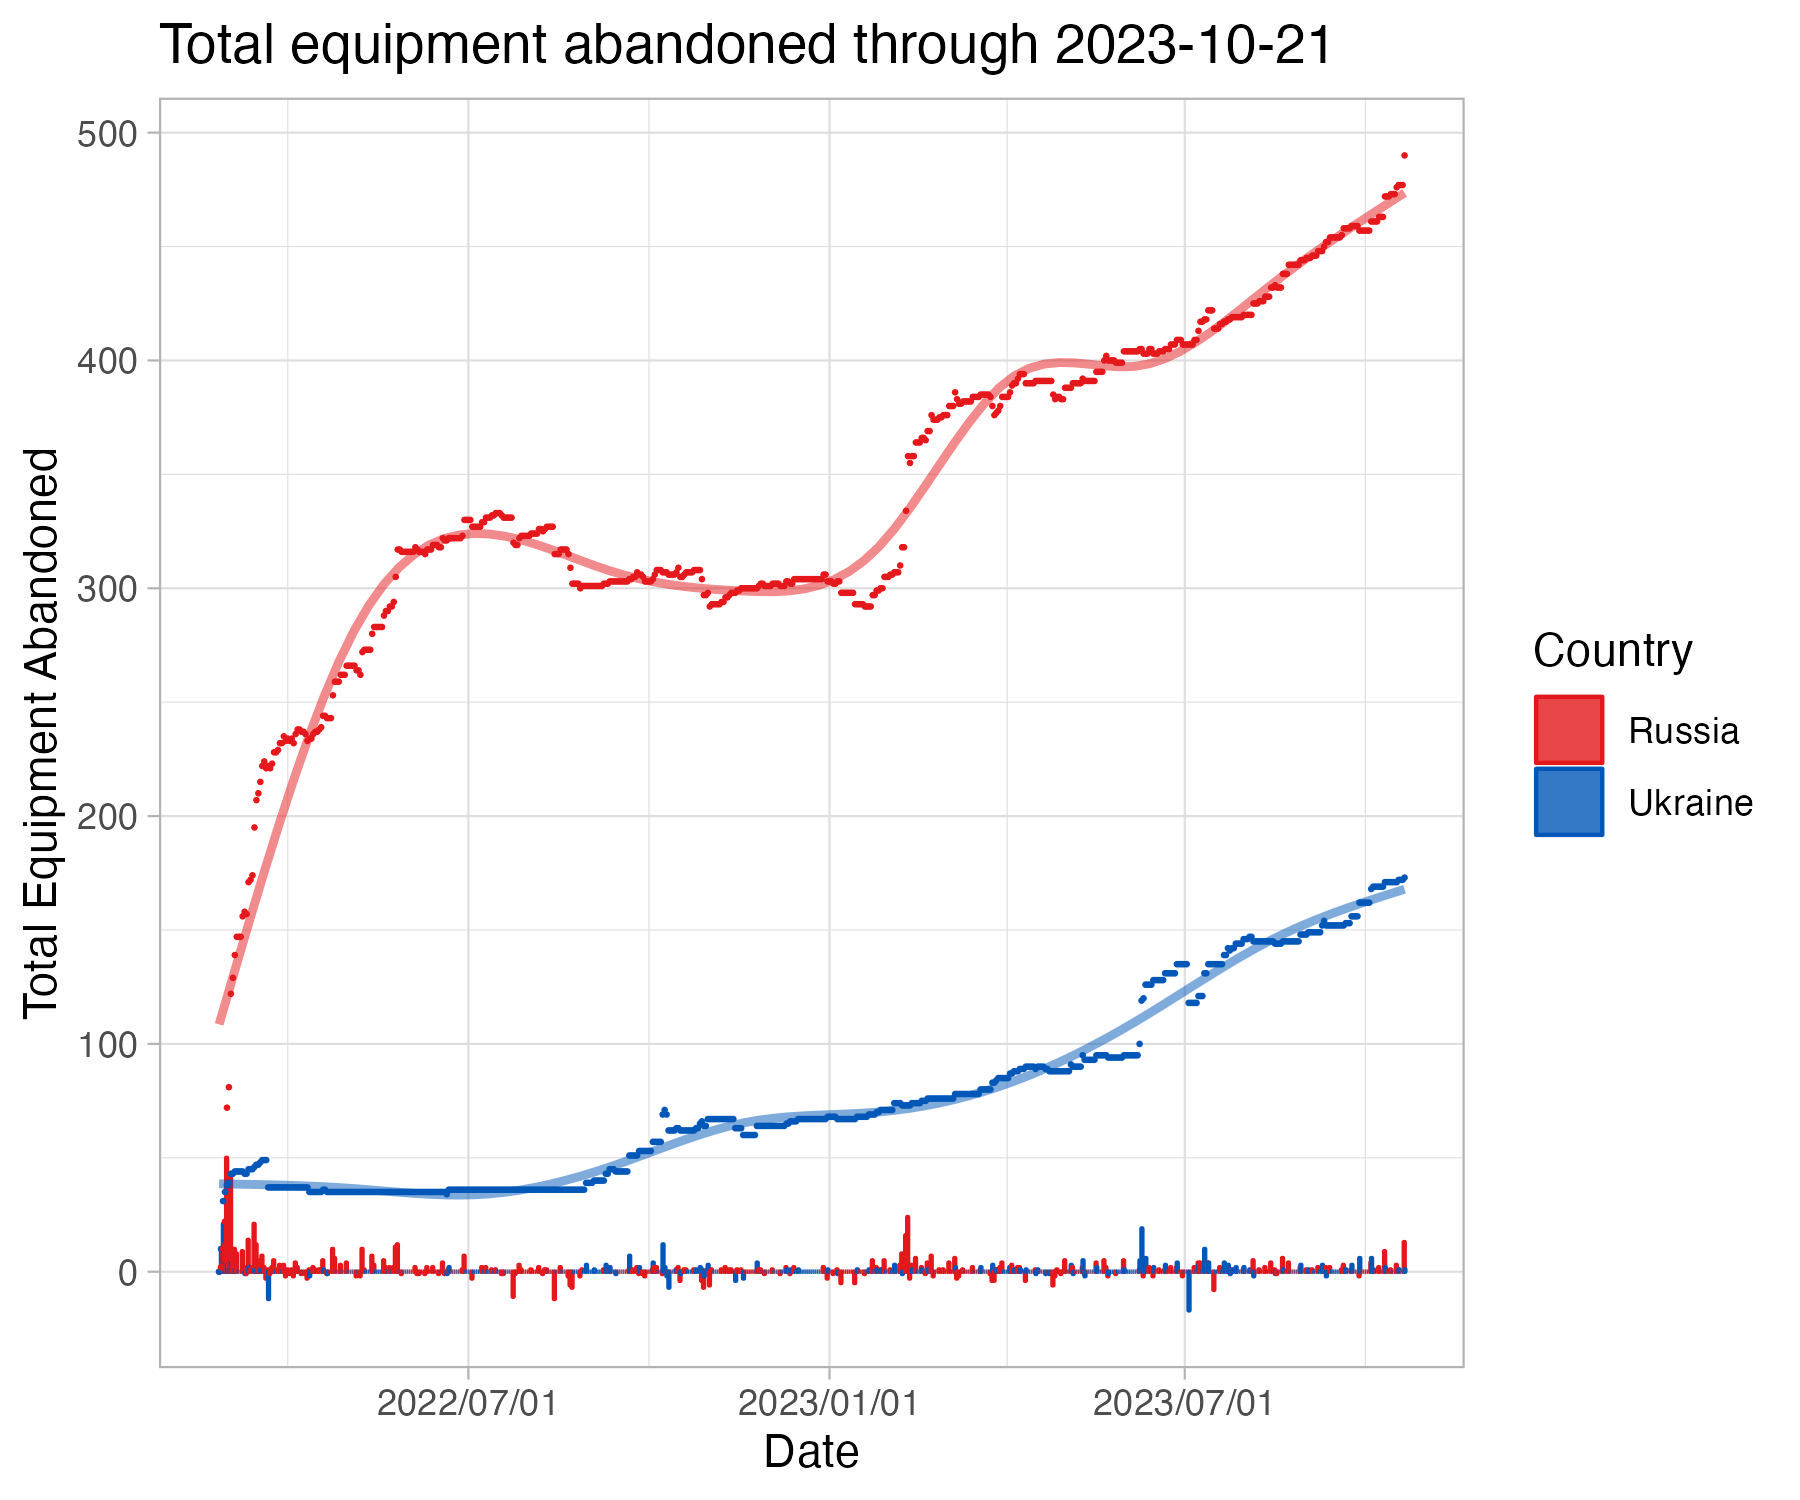 Total equipment abandoned through 2023-10-21
Total Equipment Abandoned
500
400
300
200
100
0
2022/07/01
2023/01/01
2023/07/01
Date
Country
Russia
Ukraine